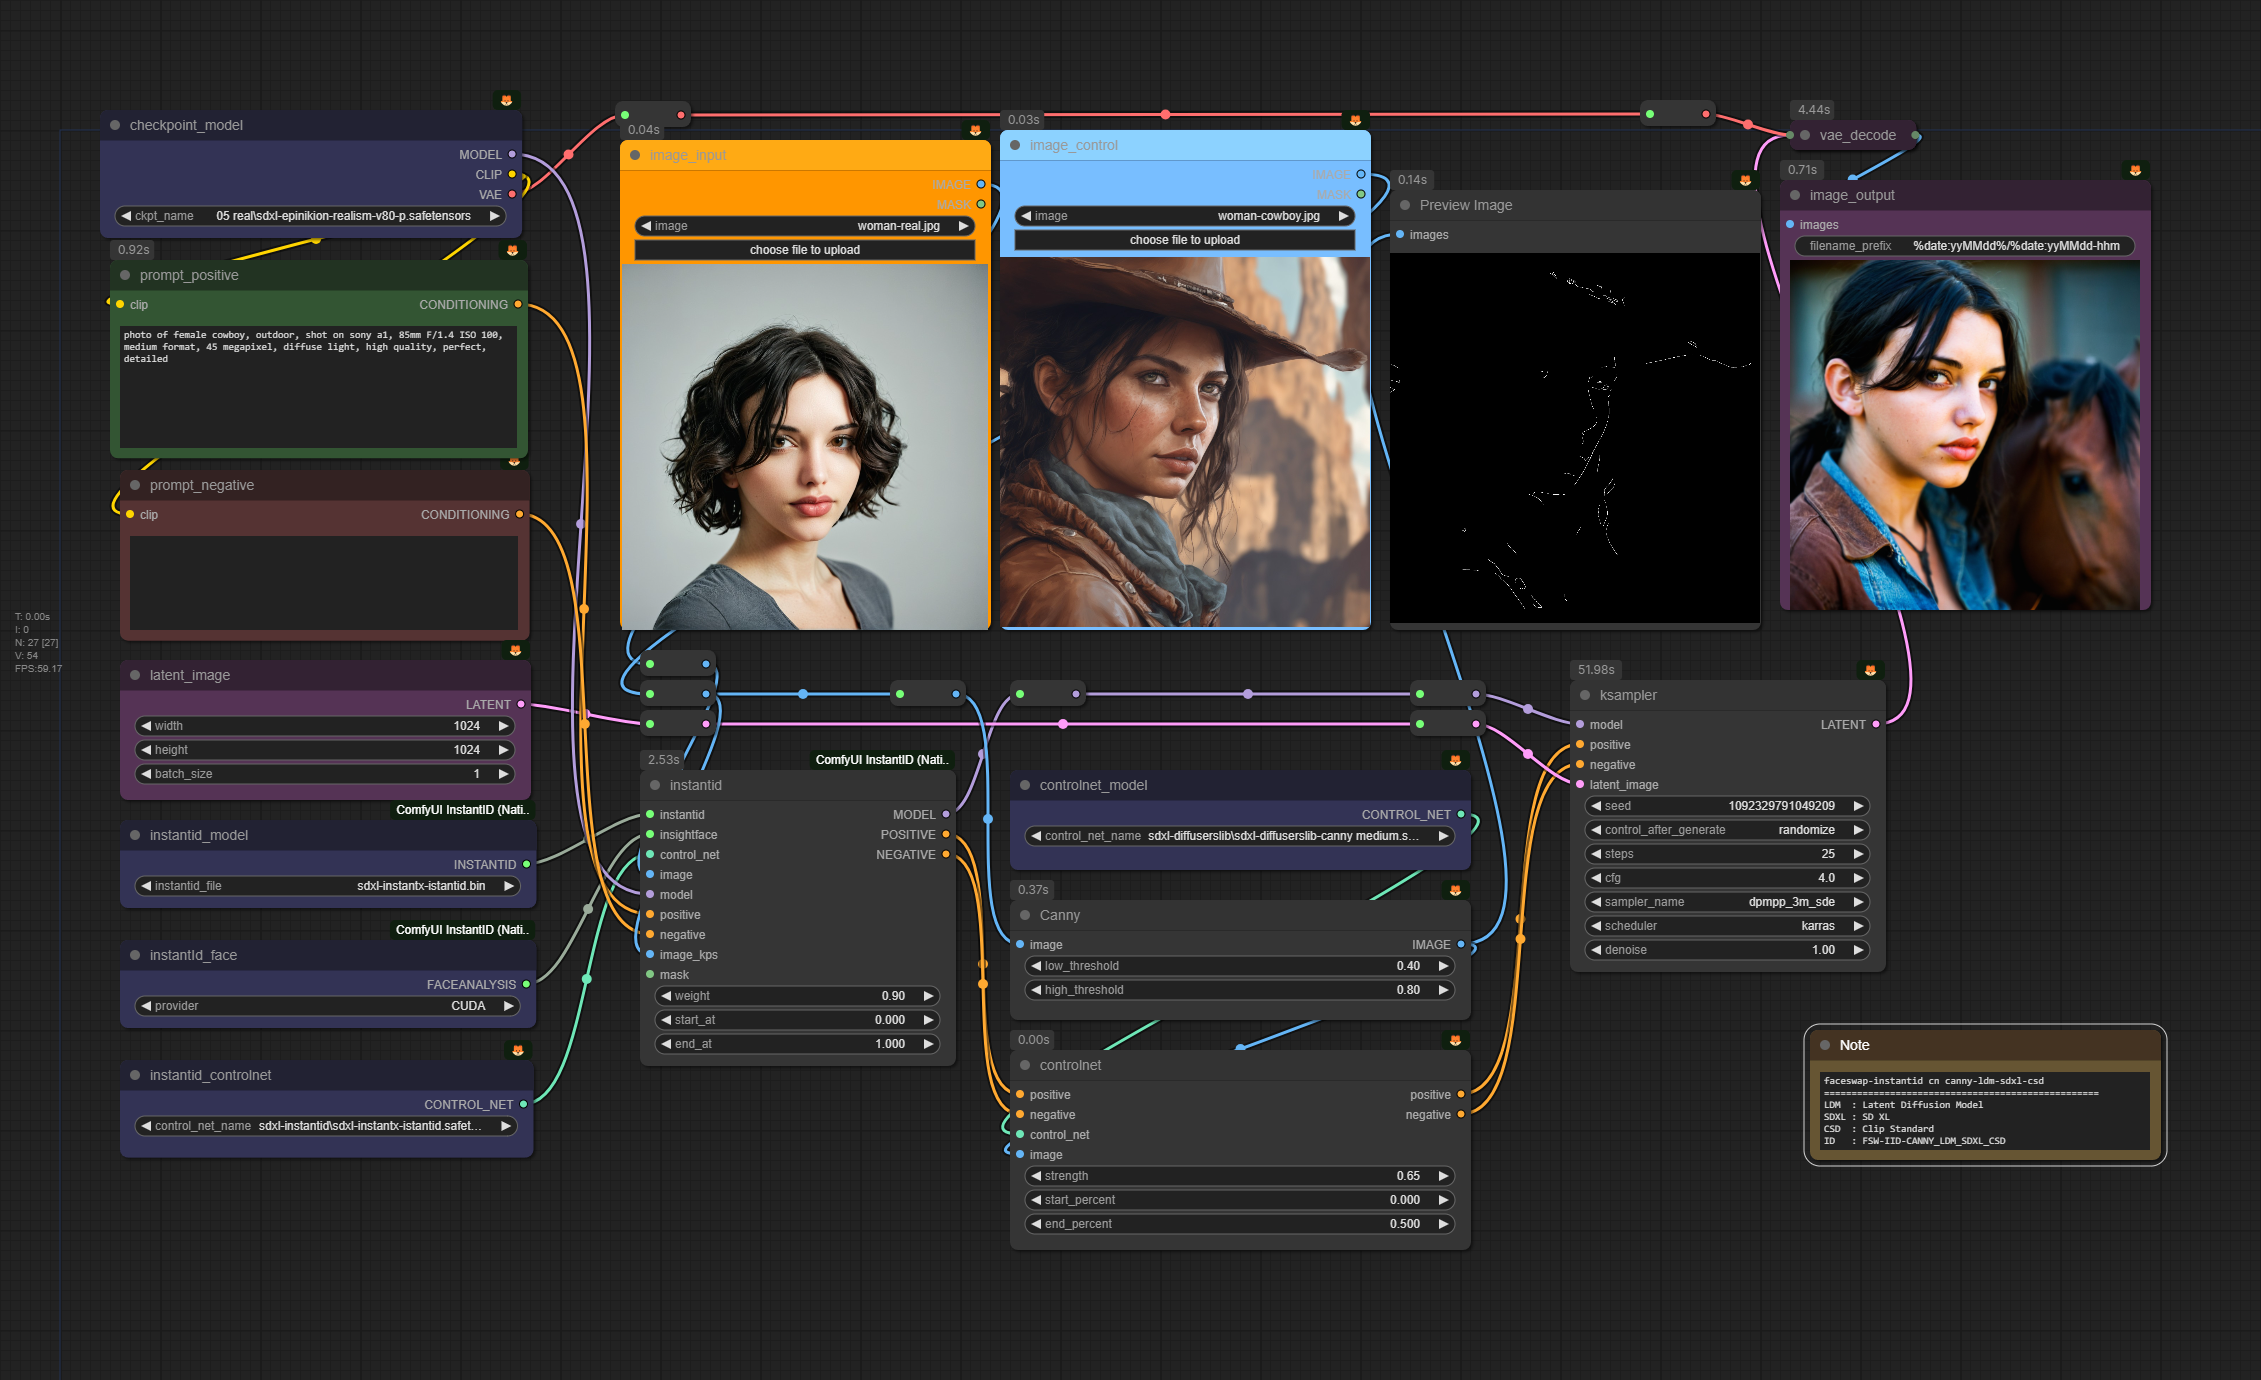 checkpoint_model
MODEL
CLIP
VAE
ckpt_name 05 real\sdxl-epinikion-realism-v80-p.safetensors
0.92s
prompt_positive
clip CONDITIONING
photo of female cowboy, outdoor, shot on sony a1, 85mm F/1.4 ISO 100,
medium format, 45 megapixel, diffuse light, high quality, perfect,
detailed
prompt_negative
clip CONDITIONING
T: 0.00s
I: 0
N: 27 [27]
V: 54
FPS:59.17
latent_image
LATENT
width 1024
height 1024
batch_size 1
ComfyUI InstantID (Nati..
instantid_model
INSTANTID
instantid_file sdxl-instantx-istantid.bin
ComfyUI InstantID (Nati..
instantId_face
FACEANALYSIS
provider CUDA
instantid_controlnet
CONTROL_NET
control_net_name sdxl-instantid\sdxl-instantx-istantid.safet...
0.04s
image_input
IMAGE
MASK
image woman-real.jpg
choose file to upload
0.03s
image_control
IMAGE
MASK
image woman-cowboy.jpg
choose file to upload
0.14s
Preview Image
images
4.44s
vae_decode
0.71s
image_output
images
filename_prefix %date:yyMMdd%/%date:yyMMdd-hhm
2.53s
ComfyUI InstantID (Nati..
instantid
instantid MODEL
insightface POSITIVE
control_net NEGATIVE
image
model
positive
negative
image_kps
mask
weight 0.90
start_at 0.000
end_at 1.000
controlnet_model
CONTROL_NET
control_net_name sdxl-diffuserslib\sdxl-diffuserslib-canny medium.s...
0.37s
Canny
image IMAGE
low_threshold 0.40
high_threshold 0.80
0.00s
controlnet
positive positive
negative negative
control_net
image
strength 0.65
start_percent 0.000
end_percent 0.500
51.98s
ksampler
model LATENT
positive
negative
latent_image
seed 1092329791049209
control_after_generate randomize
steps 25
cfg 4.0
sampler_name dpmpp_3m_sde
scheduler karras
denoise 1.00
Note
faceswap-instantid cn canny-ldm-sdxl-csd
==================================================
LDM : Latent Diffusion Model
SDXL : SD XL
CSD : Clip Standard
ID : FSW-IID-CANNY_LDM_SDXL_CSD